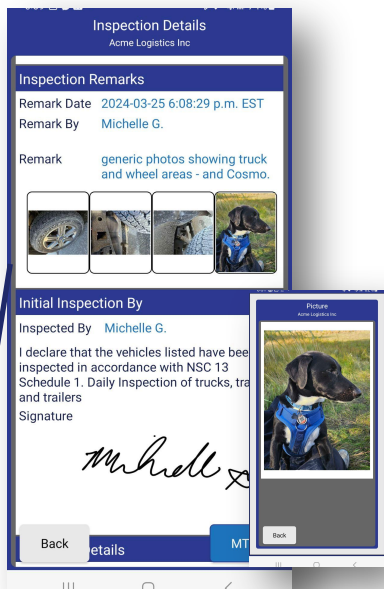 Inspection Details
Acme Logistics Inc
Inspection Remarks
Remark Date 2024-03-25 6:08:29 p.m. EST
Remark By Michelle G.
Remark generic photos showing truck
and wheel areas - and Cosmo.
Initial Inspection By
Inspected By Michelle G.
I declare that the vehicles listed have bee
inspected in accordance with NSC 13
Schedule 1. Daily Inspection of trucks, tra
and trailers
Signature
Back
etails
MT
Picture
Acme Logistics Inc
Back